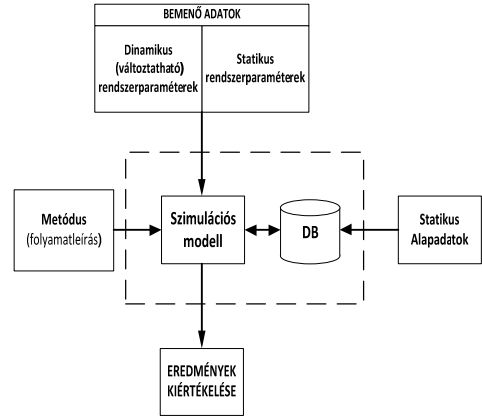 BEMENŐ ADATOK
Dinamikus
(változtatható)
rendszerparaméterek
Statikus
rendszerparaméterek
Metódus
(folyamatleírás)
Szimulációs
modell
DB
Statikus
Alapadatok
EREDMÉNYEK
KIÉRTÉKELÉSE